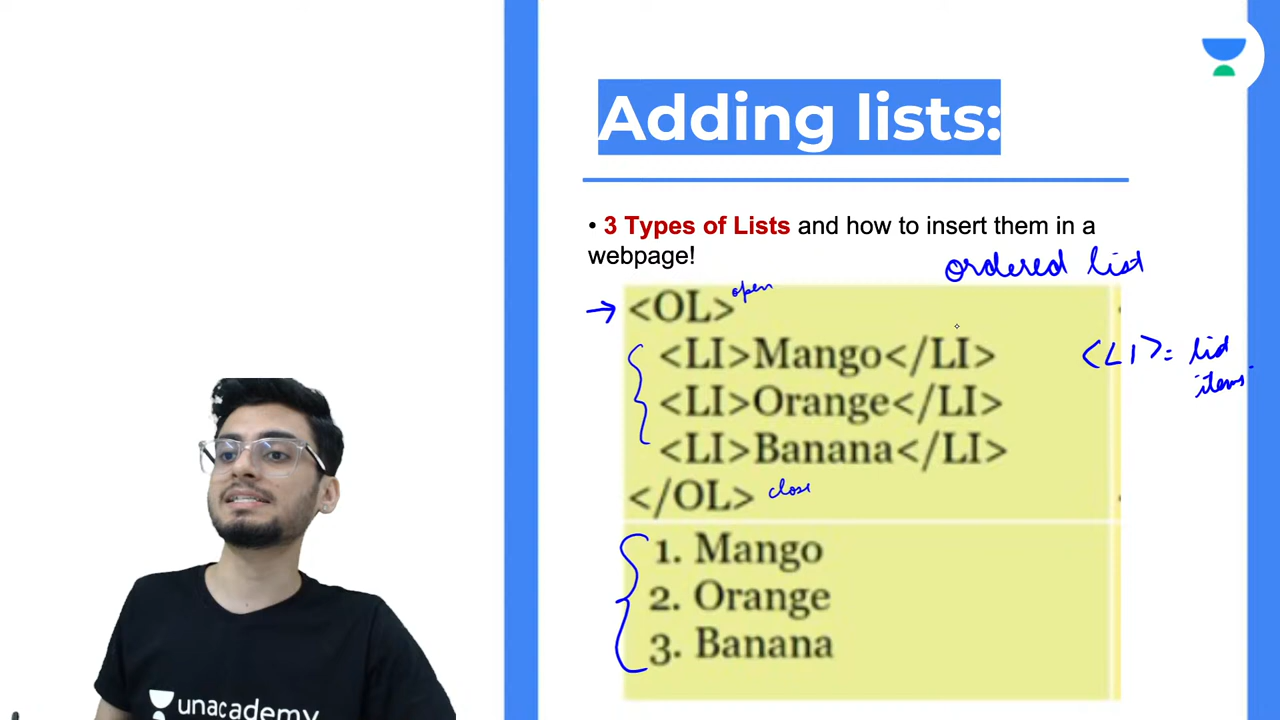 Adding lists:
• 3 Types of Lists and how to insert them in a
webpage!
ordered list
<OL> open
<LI>Mango</LI>
<LI> = list
items
<LI>Orange</LI>
<LI>Banana</LI>
</OL> close
1. Mango
2. Orange
3. Banana
unacademy